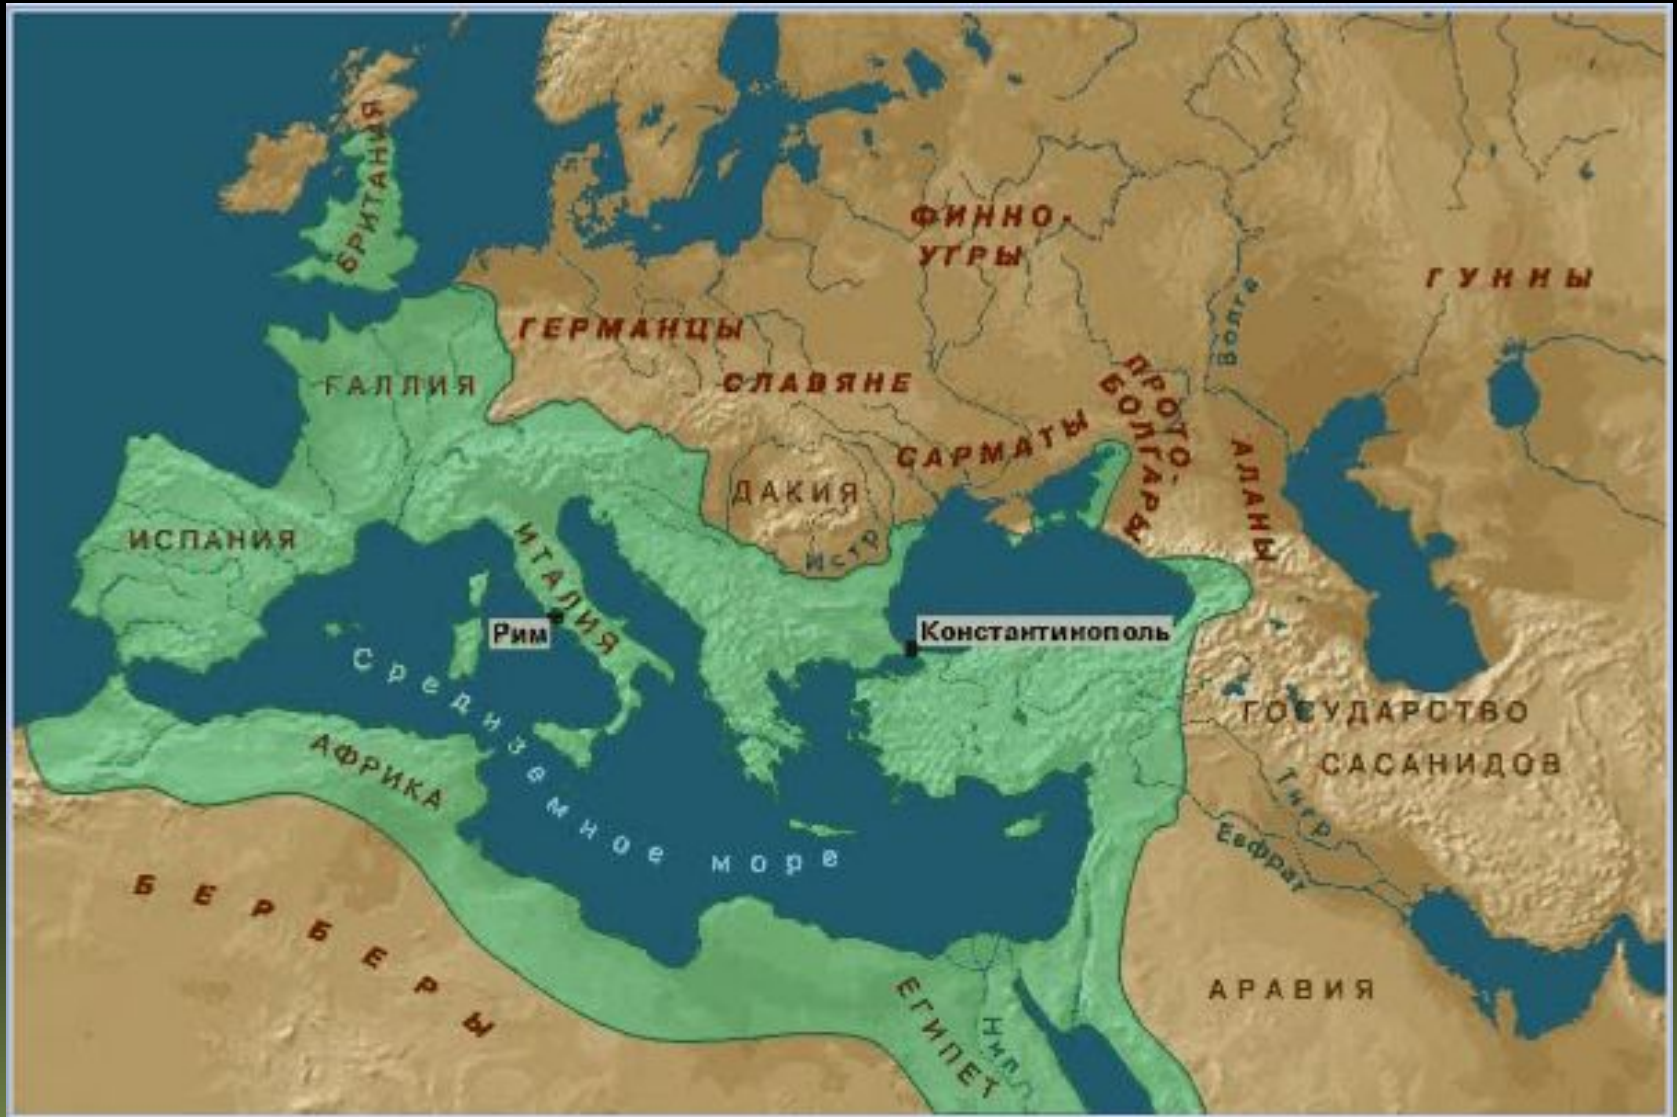 БРИТАНИЯ
ФИННО-
УГРЫ
ГУННЫ
Волга
ГЕРМАНЦЫ
ГАЛЛИЯ
СЛАВЯНЕ
ПРОТО-
БОЛГАРЫ
САРМАТЫ
АЛАНЫ
ДАКИЯ
Истр
ИСПАНИЯ
ИТАЛИЯ
Рим
Константинополь
Средиземное море
ГОСУДАРСТВО
САСАНИДОВ
АФРИКА
Тигр
Евфрат
БЕРБЕРЫ
АРАВИЯ
ЕГИПЕТ
Нил